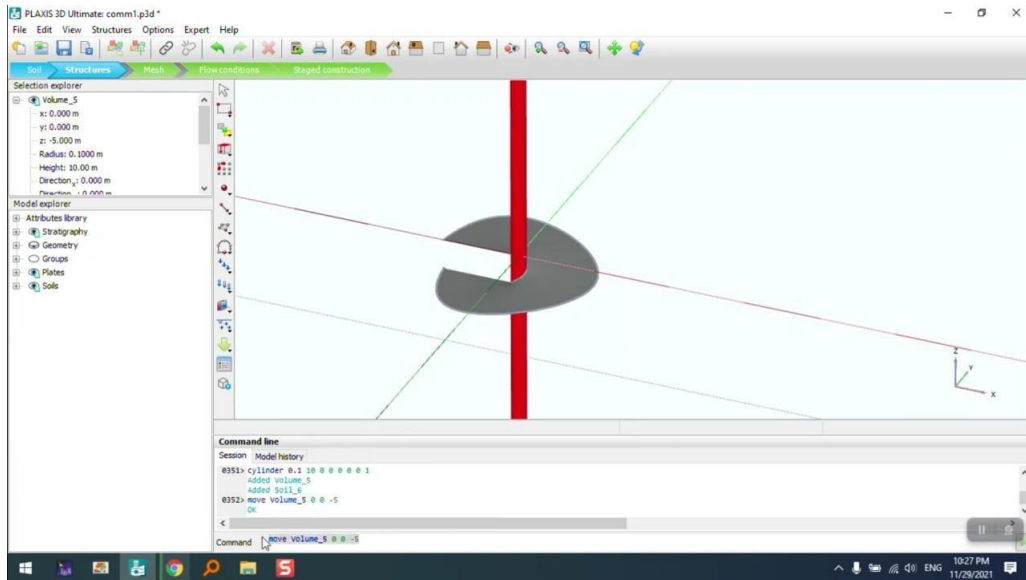 PLAXIS 3D Ultimate: comm1.p3d *
File Edit View Structures Options Expert Help
Soil Structures Mesh Flow conditions Staged construction
Selection explorer
Volume_5
x: 0.000 m
y: 0.000 m
z: -5.000 m
Radius: 0.1000 m
Height: 10.00 m
Direction x: 0.000 m
Model explorer
Attributes library
Stratigraphy
Geometry
Groups
Plates
Soils
Z
Y
X
Command line
Session Model history
0351> cylinder 0.1 10 0 0 0 0 0 1
Added Volume_5
Added Soil_6
0352> move Volume_5 0 0 -5
OK
Command move Volume_5 0 0 -5
ENG
10:27 PM
11/29/2021